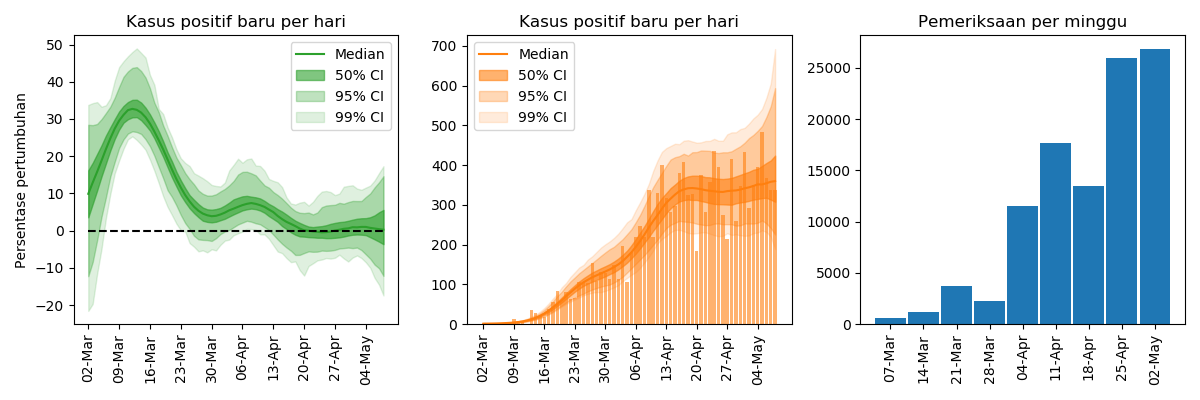 Kasus positif baru per hari
Persentase pertumbuhan
50
40
30
20
10
0
−10
−20
Median
50% CI
95% CI
99% CI
02-Mar
09-Mar
16-Mar
23-Mar
30-Mar
06-Apr
13-Apr
20-Apr
27-Apr
04-May
Kasus positif baru per hari
700
600
500
400
300
200
100
0
Median
50% CI
95% CI
99% CI
02-Mar
09-Mar
16-Mar
23-Mar
30-Mar
06-Apr
13-Apr
20-Apr
27-Apr
04-May
Pemeriksaan per minggu
25000
20000
15000
10000
5000
0
07-Mar
14-Mar
21-Mar
28-Mar
04-Apr
11-Apr
18-Apr
25-Apr
02-May